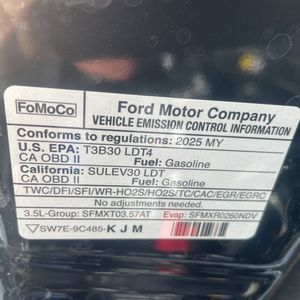 FoMoCo
Ford Motor Company
VEHICLE EMISSION CONTROL INFORMATION
Conforms to regulations: 2025 MY
U.S. EPA: T3B30 LDT4
CA OBD II Fuel: Gasoline
California: SULEV30 LDT
CA OBD II Fuel: Gasoline
TWC/DFI/SFI/WR-HO2S/HO2S/TC/CAC/EGR/EGRC
No adjustments needed.
3.5L-Group: SFMXT03.57AT Evap: SFMXR0260NDV
SW7E-9C485-KJM